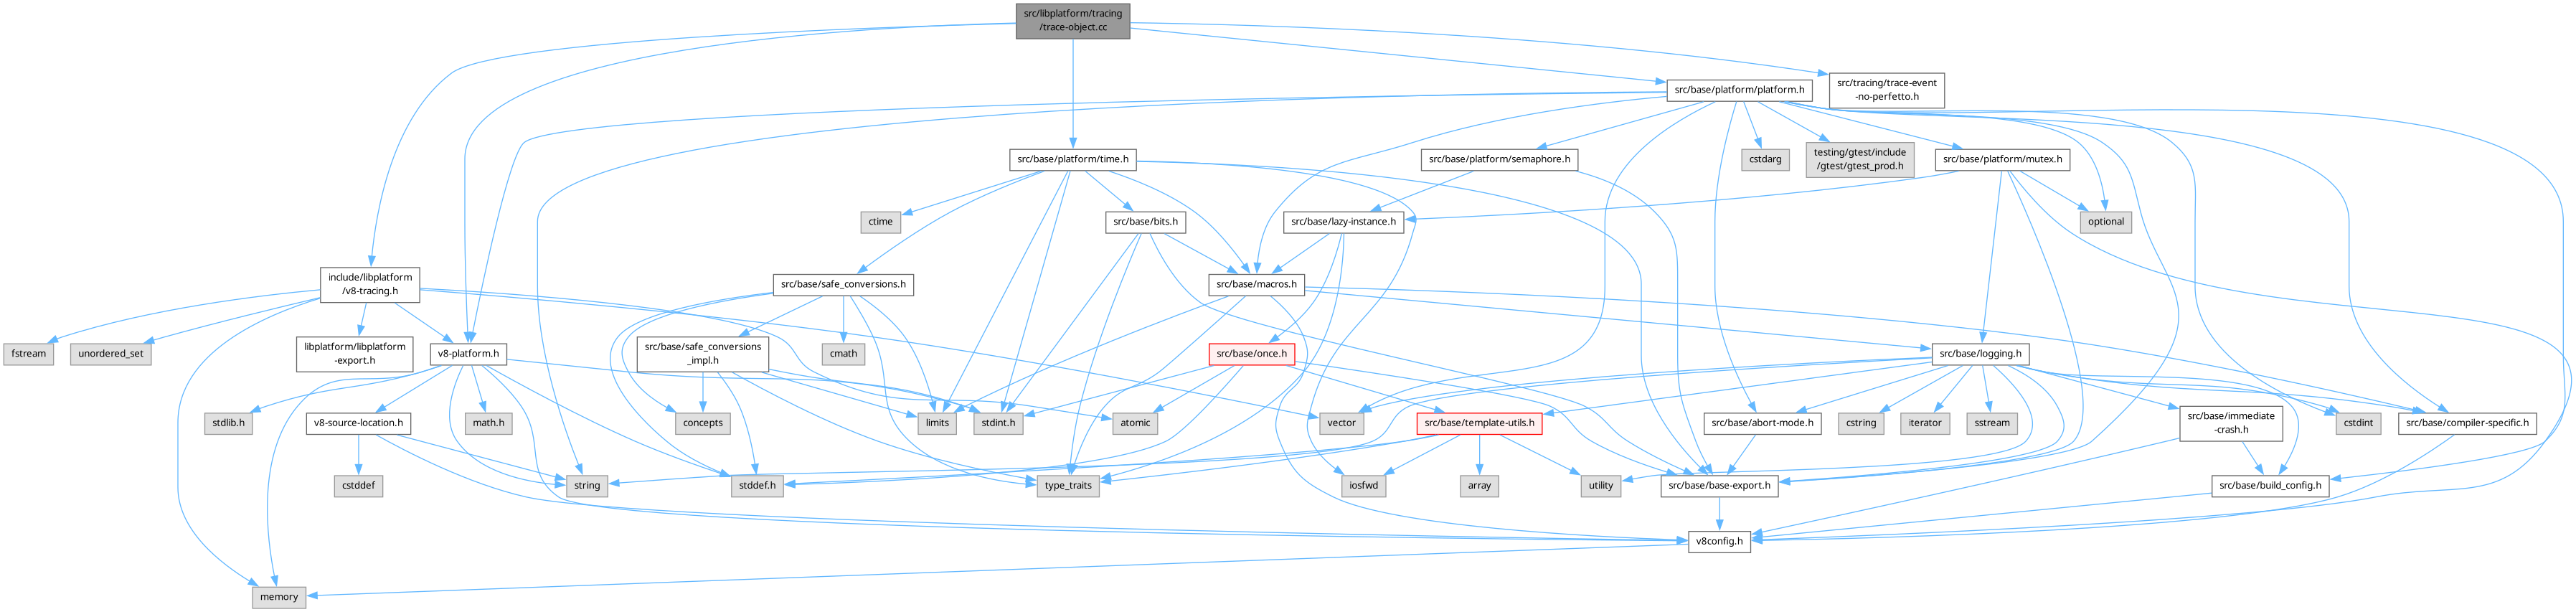 src/libplatform/tracing
/trace-object.cc
src/tracing/trace-event
-no-perfetto.h
src/base/platform/platform.h
src/base/platform/time.h
src/base/platform/semaphore.h
cstdarg
testing/gtest/include
/gtest/gtest_prod.h
src/base/platform/mutex.h
ctime
src/base/bits.h
src/base/lazy-instance.h
optional
include/libplatform
/v8-tracing.h
src/base/safe_conversions.h
src/base/macros.h
fstream
unordered_set
libplatform/libplatform
-export.h
v8-platform.h
src/base/safe_conversions
_impl.h
cmath
src/base/once.h
src/base/logging.h
stdlib.h
v8-source-location.h
math.h
concepts
limits
stdint.h
atomic
vector
src/base/template-utils.h
src/base/abort-mode.h
cstring
iterator
sstream
src/base/immediate
-crash.h
cstdint
src/base/compiler-specific.h
cstddef
string
stddef.h
type_traits
iosfwd
array
utility
src/base/base-export.h
src/base/build_config.h
v8config.h
memory